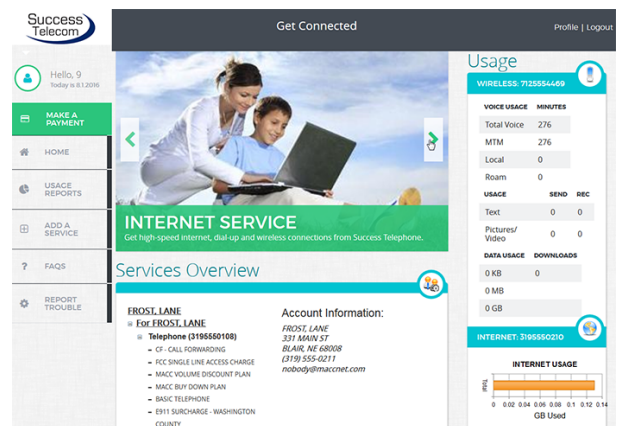 Success
Telecom
Get Connected
Profile | Logout
Hello, 9
Today is 8.1.2016
MAKE A
PAYMENT
HOME
USAGE
REPORTS
ADD A
SERVICE
FAQS
REPORT
TROUBLE
INTERNET SERVICE
Get high-speed internet, dial-up and wireless connections from Success Telephone.
Services Overview
FROST, LANE
For FROST, LANE
Telephone (3195550108)
- CF - CALL FORWARDING
- FCC SINGLE LINE ACCESS CHARGE
- MACC VOLUME DISCOUNT PLAN
- MACC BUY DOWN PLAN
- BASIC TELEPHONE
- E911 SURCHARGE - WASHINGTON
COUNTY
Account Information:
FROST, LANE
331 MAIN ST
BLAIR, NE 68008
(319) 555-0211
nobody@maccnet.com
Usage
WIRELESS: 7125554469
VOICE USAGE MINUTES
Total Voice 276
MTM 276
Local 0
Roam 0
USAGE SEND REC
Text 0 0
Pictures/
Video 0 0
DATA USAGE DOWNLOADS
0 KB 0
0 MB
0 GB
INTERNET: 3195550210
INTERNET USAGE
Total
0 0.02 0.04 0.06 0.08 0.1 0.12 0.14
GB Used